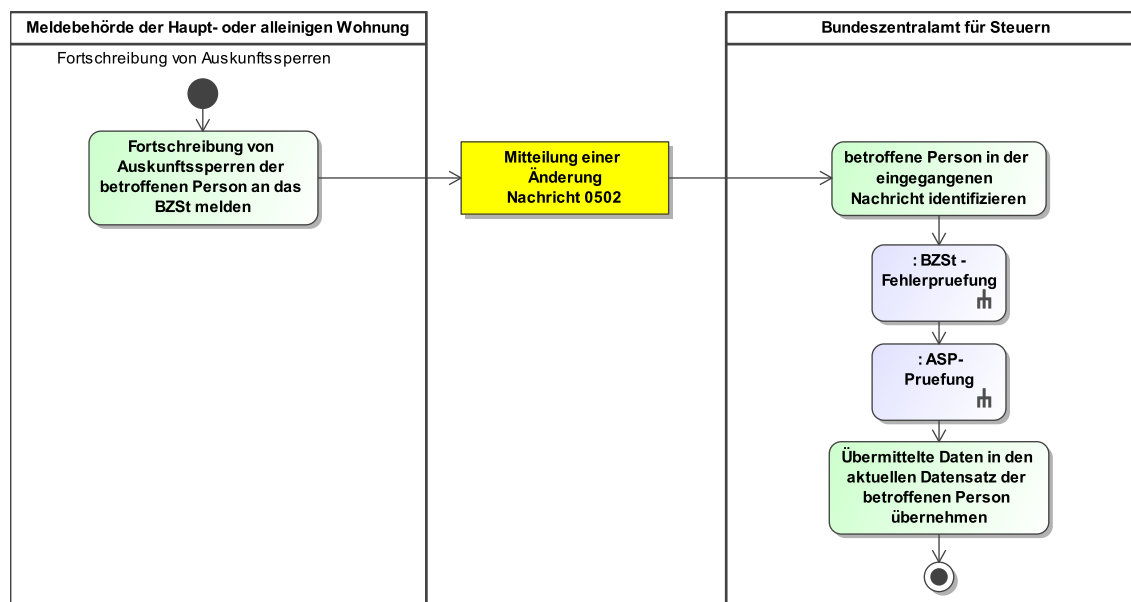 Meldebehörde der Haupt- oder alleinigen Wohnung
Bundeszentralamt für Steuern
Fortschreibung von Auskunftssperren
Fortschreibung von
Auskunftssperren der
betroffenen Person an das
BZSt melden
Mitteilung einer
Änderung
Nachricht 0502
betroffene Person in der
eingegangenen
Nachricht identifizieren
: BZSt -
Fehlerpruefung
: ASP-
Pruefung
Übermittelte Daten in den
aktuellen Datensatz der
betroffenen Person
übernehmen